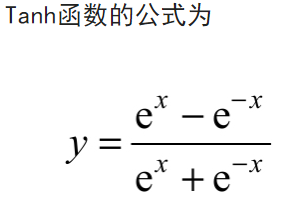 Tanh函数的公式为
y = (e^x − e^−x) / (e^x + e^−x)